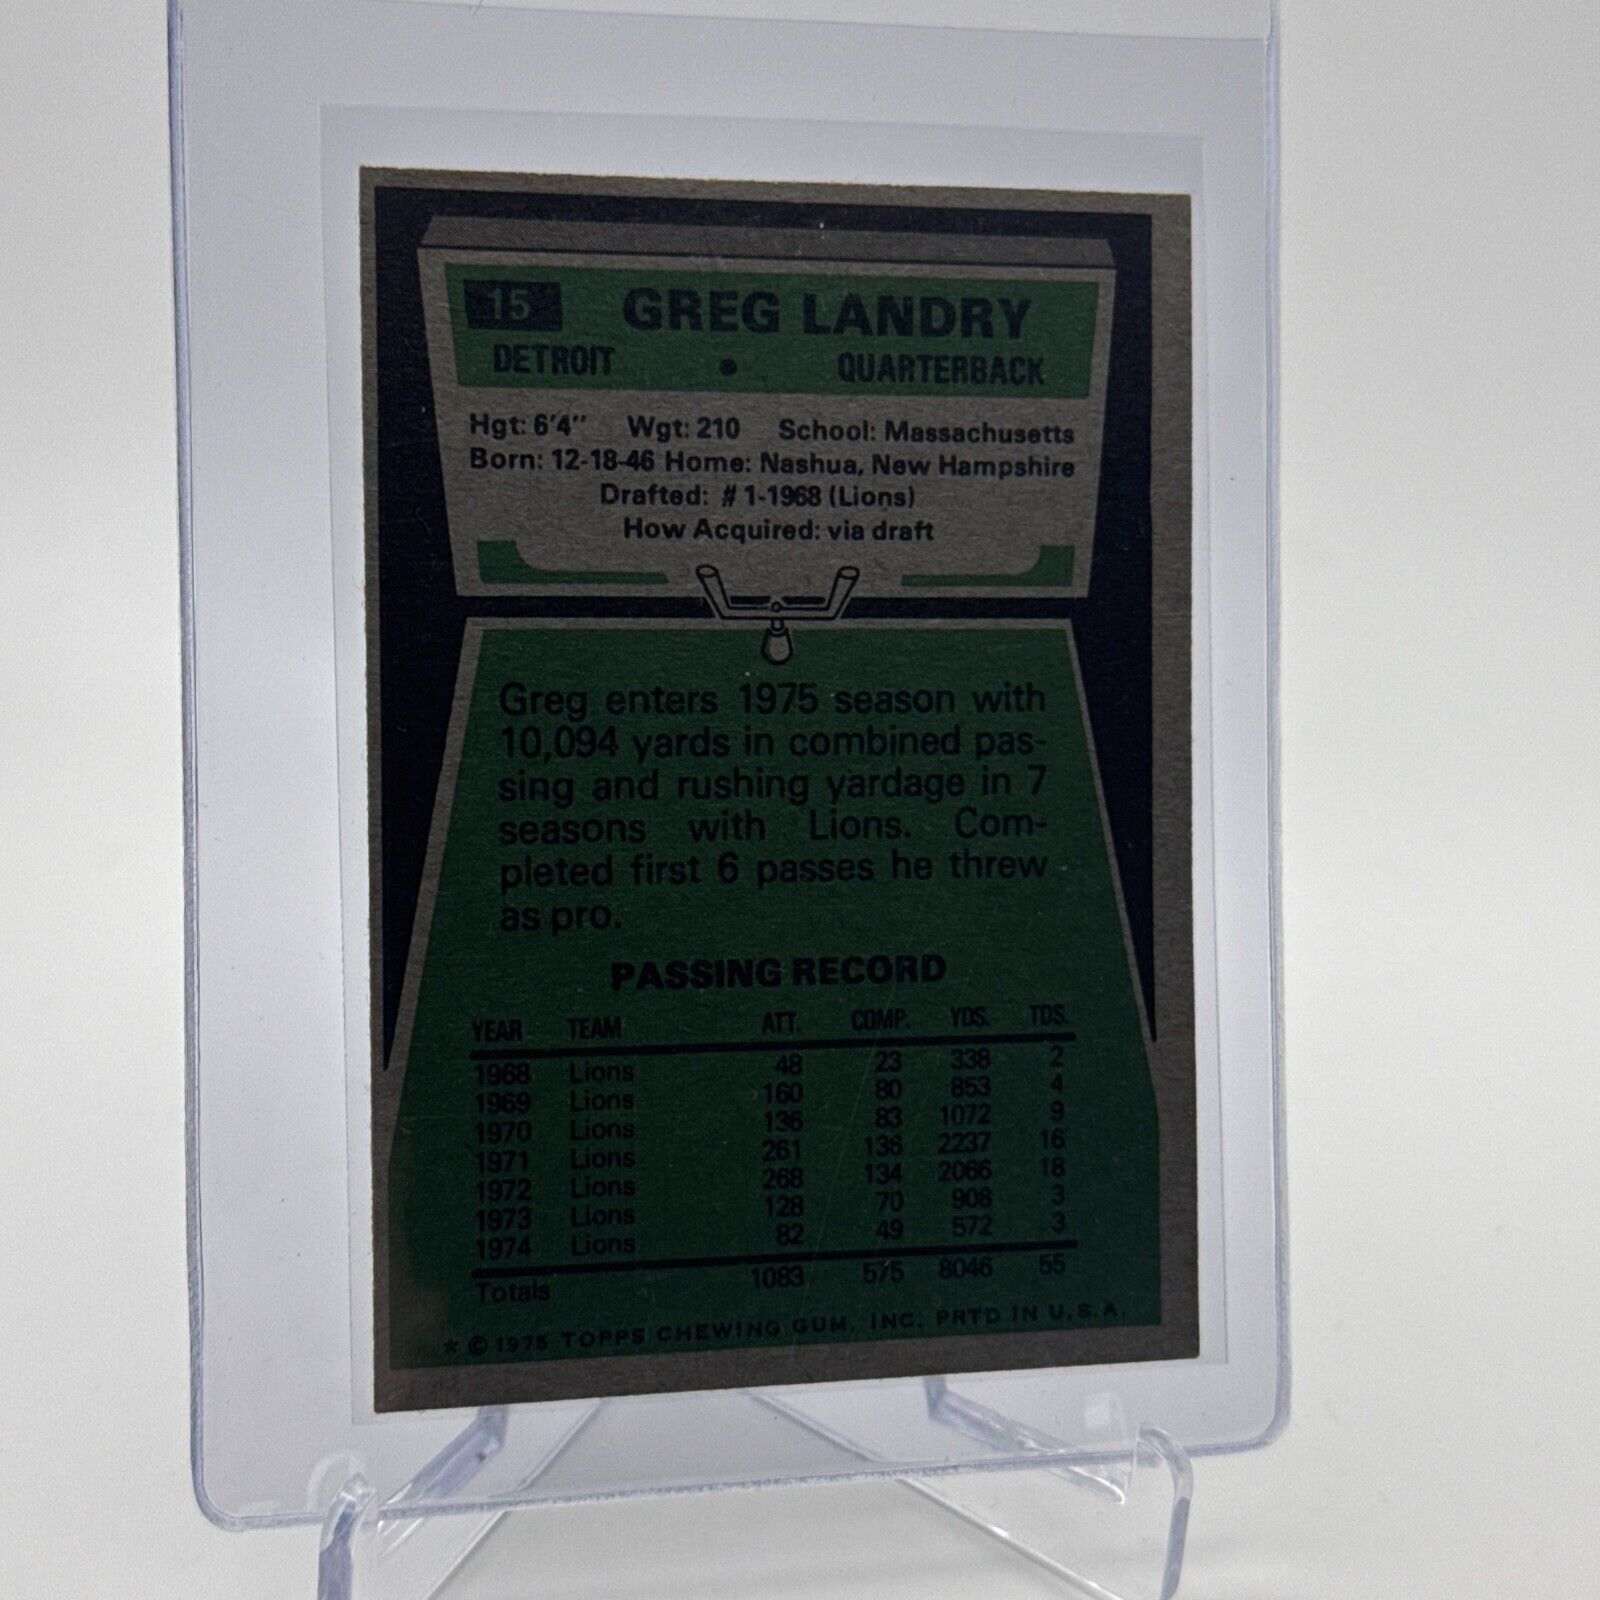 15 GREG LANDRY
DETROIT • QUARTERBACK
Hgt: 6'4" Wgt: 210 School: Massachusetts
Born: 12-18-46 Home: Nashua, New Hampshire
Drafted: #1-1968 (Lions)
How Acquired: via draft
Greg enters 1975 season with
10,094 yards in combined pas-
sing and rushing yardage in 7
seasons with Lions. Com-
pleted first 6 passes he threw
as pro.
PASSING RECORD
YEAR TEAM ATT. COMP. YDS. TDS.
1968 Lions 48 23 338 2
1969 Lions 160 80 853 4
1970 Lions 136 83 1072 9
1971 Lions 261 136 2237 16
1972 Lions 268 134 2066 18
1973 Lions 128 70 908 3
1974 Lions 82 49 572 3
Totals 1083 575 8046 55
* © 1975 TOPPS CHEWING GUM, INC. PRTD IN U.S.A.